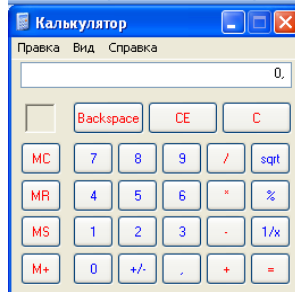 Калькулятор
Правка Вид Справка
0,
Backspace CE C
MC 7 8 9 / sqrt
MR 4 5 6 * %
MS 1 2 3 - 1/x
M+ 0 +/- , + =